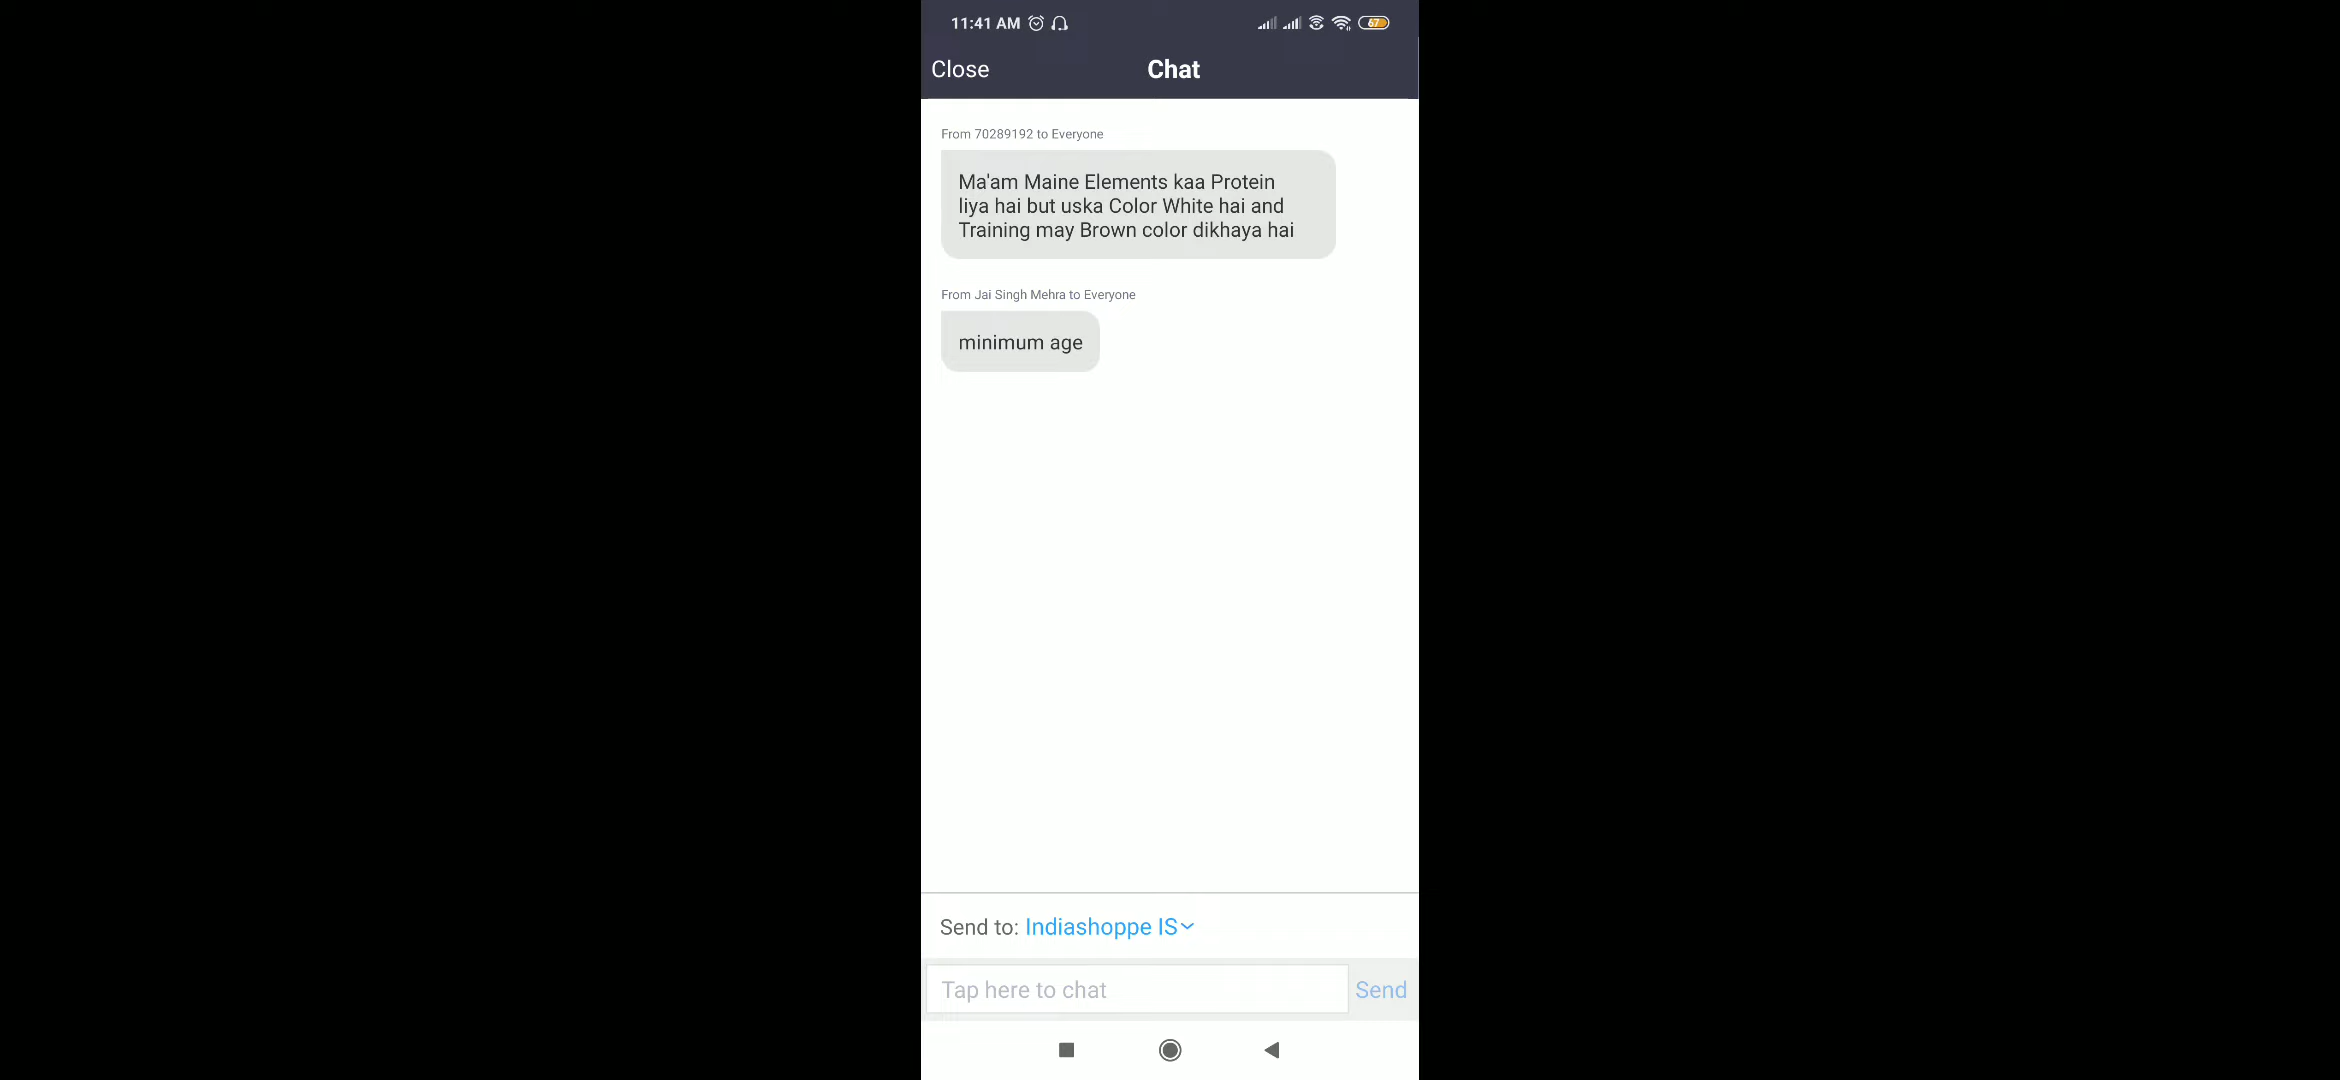 11:41 AM
67
Close
Chat
From 70289192 to Everyone
Ma'am Maine Elements kaa Protein
liya hai but uska Color White hai and
Training may Brown color dikhaya hai
From Jai Singh Mehra to Everyone
minimum age
Send to: Indiashoppe IS
Tap here to chat
Send